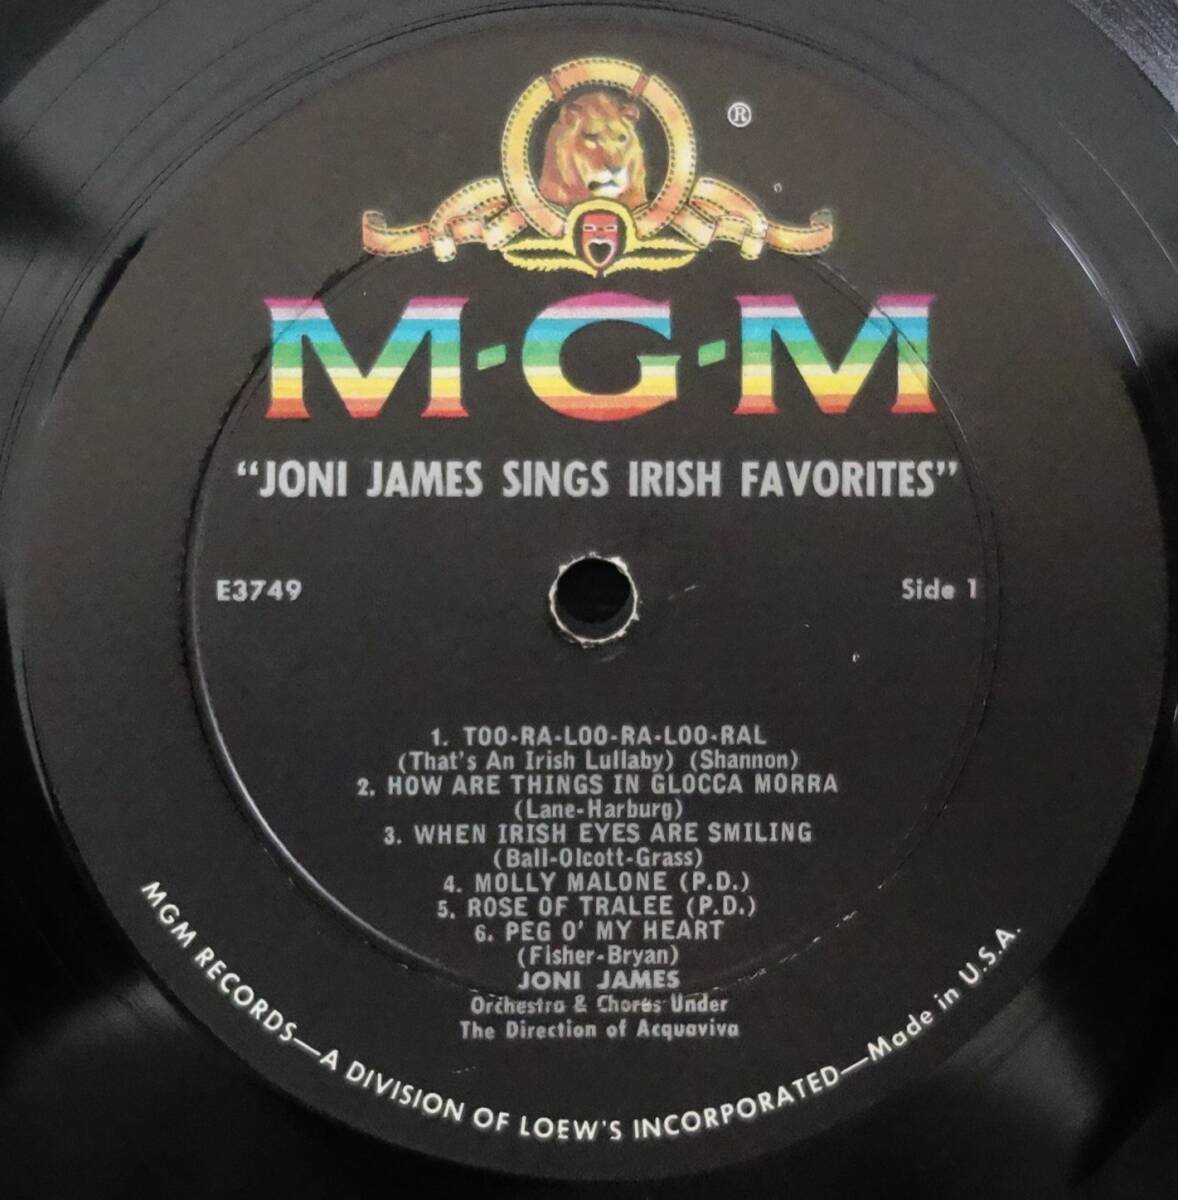 ®
M-G-M
"JONI JAMES SINGS IRISH FAVORITES"
E3749
Side 1
1. TOO-RA-LOO-RA-LOO-RAL
(That's An Irish Lullaby) (Shannon)
2. HOW ARE THINGS IN GLOCCA MORRA
(Lane-Harburg)
3. WHEN IRISH EYES ARE SMILING
(Ball-Olcott-Grass)
4. MOLLY MALONE (P.D.)
5. ROSE OF TRALEE (P.D.)
6. PEG O' MY HEART
(Fisher-Bryan)
JONI JAMES
Orchestra & Chorus Under
The Direction of Acquaviva
MGM RECORDS—A DIVISION OF LOEW'S INCORPORATED—Made in U.S.A.